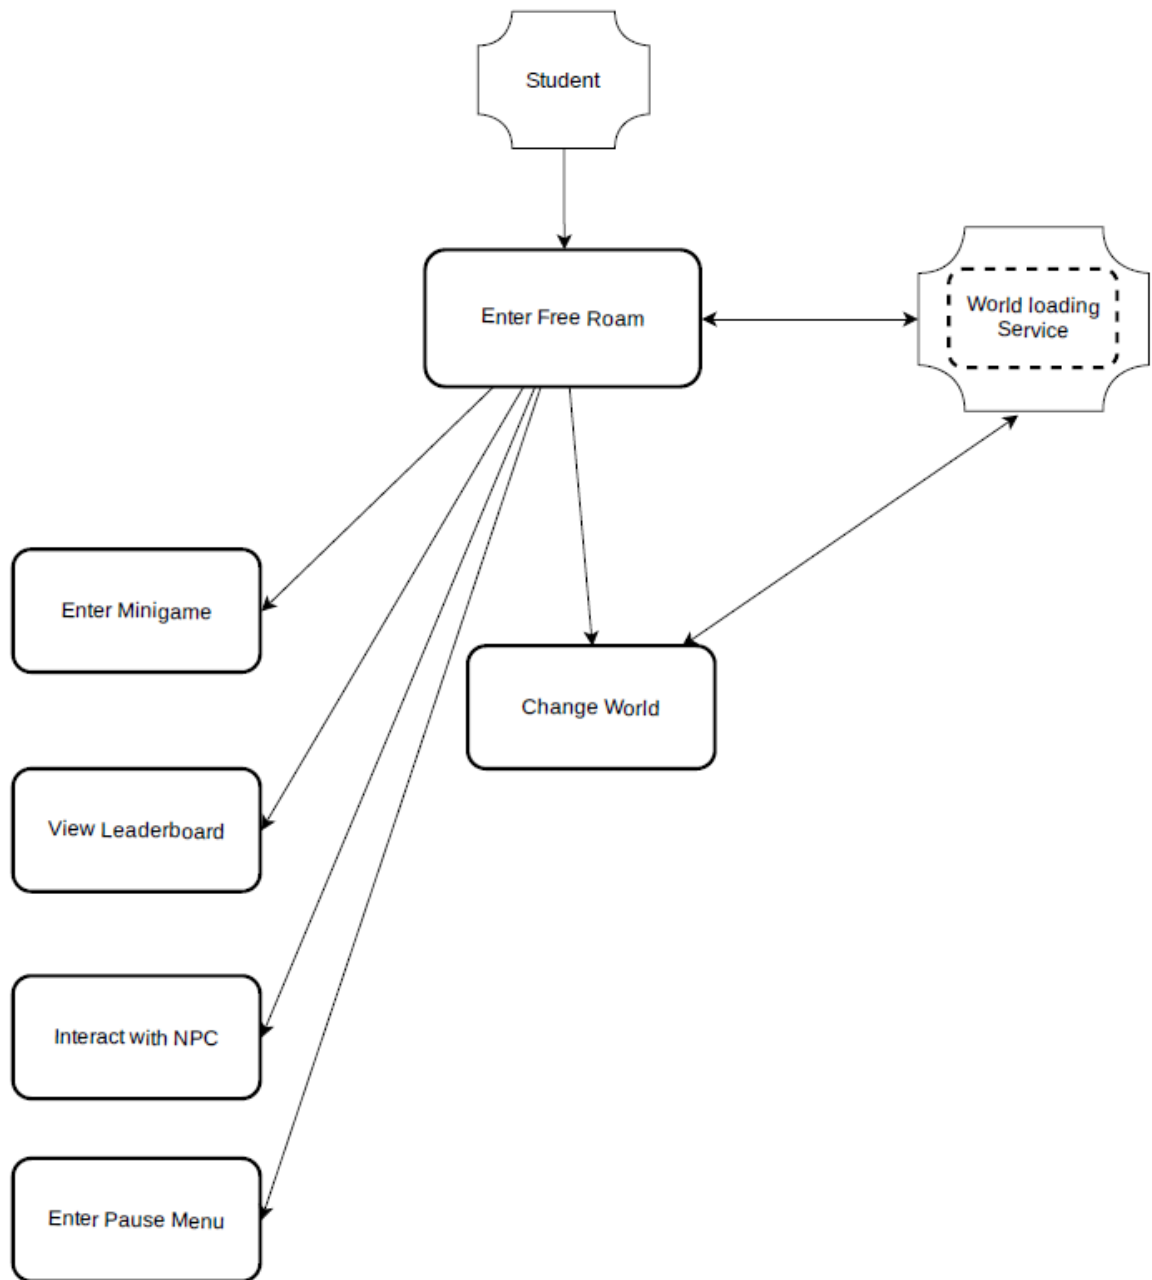 Student
Enter Free Roam
World loading
Service
Enter Minigame
Change World
View Leaderboard
Interact with NPC
Enter Pause Menu